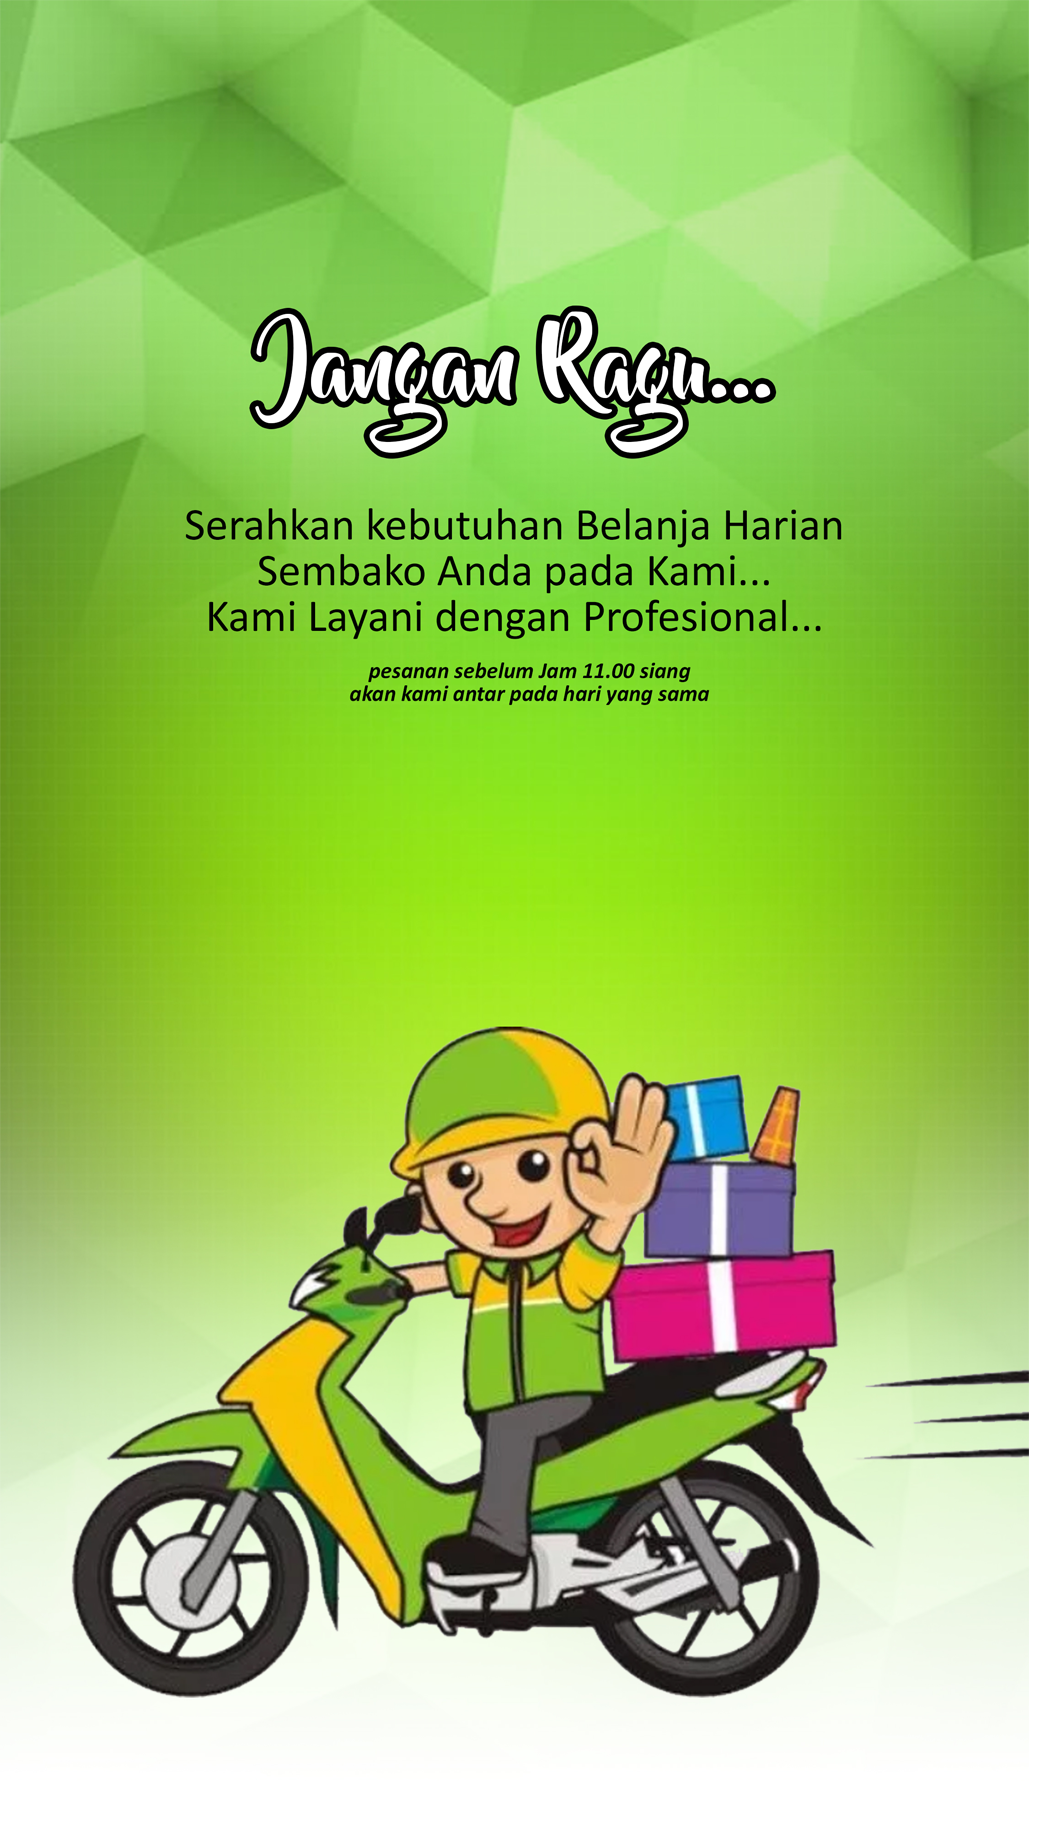 Jangan Ragu...
Serahkan kebutuhan Belanja Harian
Sembako Anda pada Kami...
Kami Layani dengan Profesional...
pesanan sebelum Jam 11.00 siang
akan kami antar pada hari yang sama